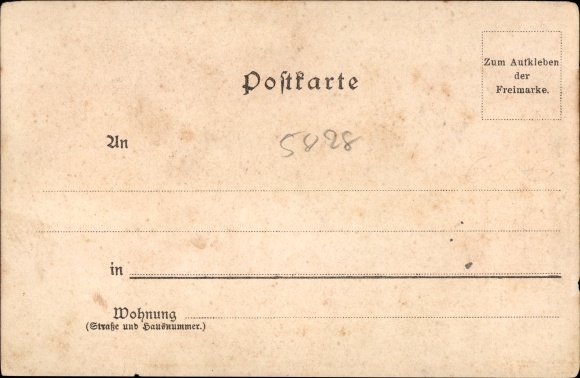 Zum Aufkleben
der
Freimarke.
Poſtkarte
An
5828
in
Wohnung
(Straße und Hausnummer.)